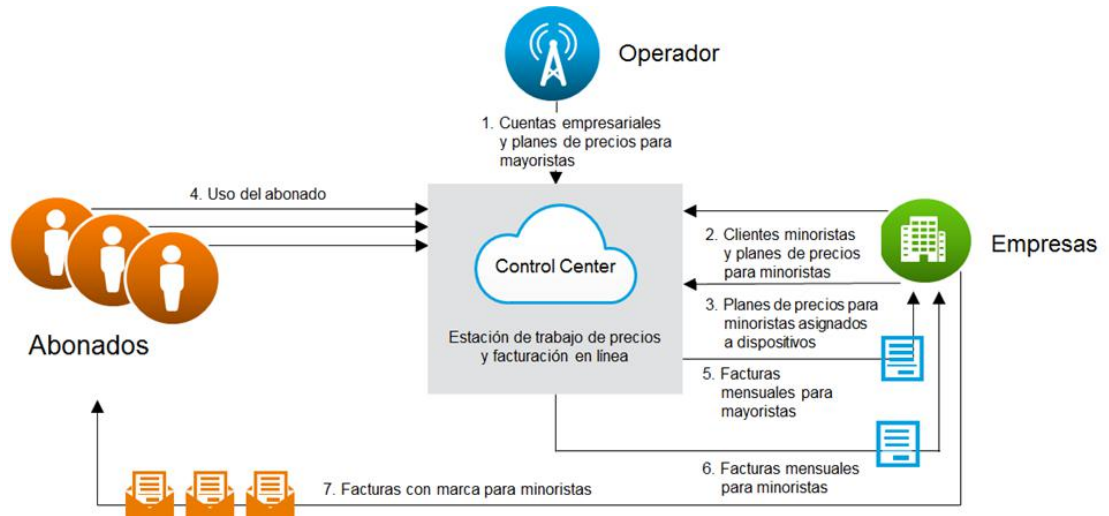 Operador
1. Cuentas empresariales
y planes de precios para
mayoristas
4. Uso del abonado
Control Center
Estación de trabajo de precios
y facturación en línea
2. Clientes minoristas
y planes de precios
para minoristas
Empresas
3. Planes de precios para
minoristas asignados
a dispositivos
Abonados
5. Facturas
mensuales para
mayoristas
6. Facturas mensuales
para minoristas
7. Facturas con marca para minoristas